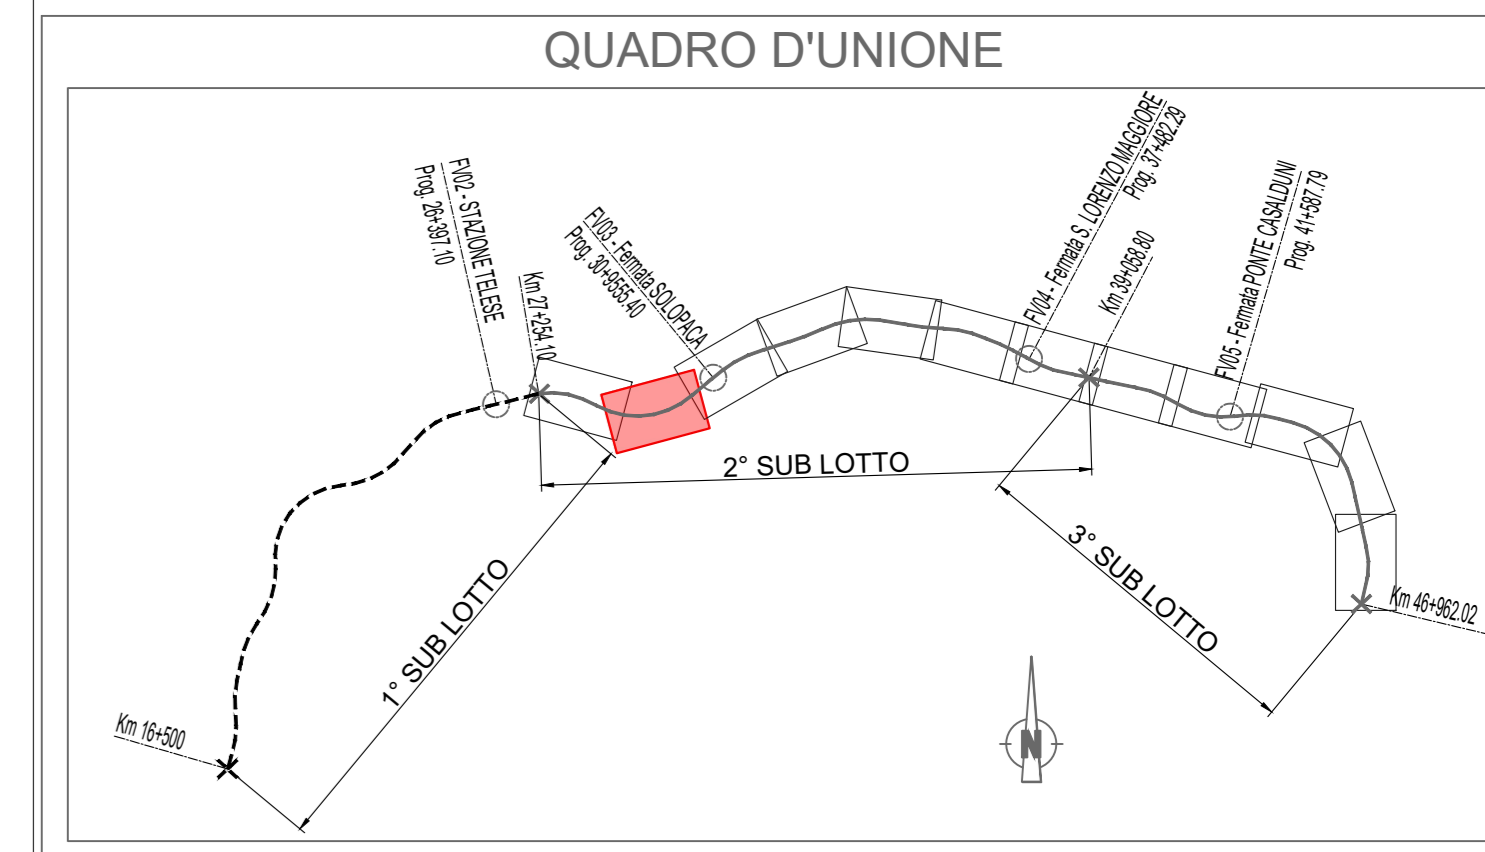 QUADRO D'UNIONE
FV02 - STAZIONE TELESE
Prog. 26+397.10
Km 27+254.10
FV03 - Fermata SOLOPACA
Prog. 30+9555.40
FV04 - Fermata S. LORENZO MAGGIORE
Prog. 37+482.29
Km 39+058.80
FV05 - Fermata PONTE CASALDUNI
Prog. 41+587.79
2° SUB LOTTO
1° SUB LOTTO
3° SUB LOTTO
Km 46+962.02
Km 16+500
N